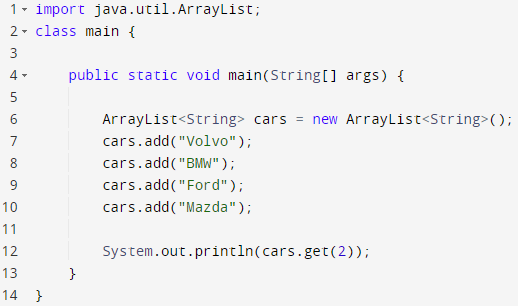 1 import java.util.ArrayList;
2 class main {
3
4     public static void main(String[] args) {
5
6         ArrayList<String> cars = new ArrayList<String>();
7         cars.add("Volvo");
8         cars.add("BMW");
9         cars.add("Ford");
10         cars.add("Mazda");
11
12         System.out.println(cars.get(2));
13     }
14 }